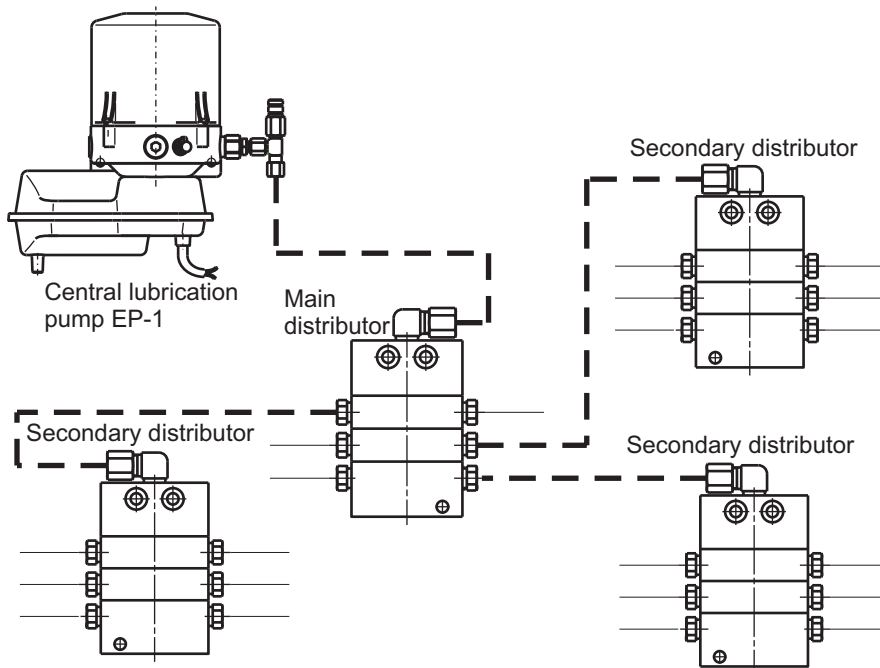 Secondary distributor
Central lubrication
pump EP-1
Main
distributor
Secondary distributor
Secondary distributor